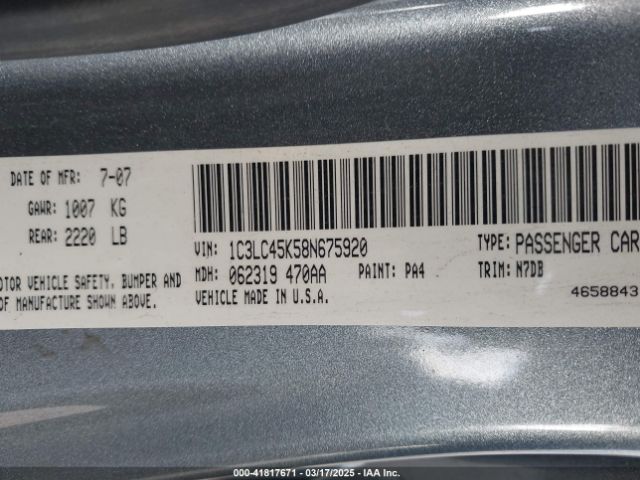 DATE OF MFR: 7-07
GAWR: 1007 KG
REAR: 2220 LB
VIN: 1C3LC45K58N675920
TYPE: PASSENGER CAR
MDH: 062319 470AA PAINT: PA4 TRIM: N7DB
OTOR VEHICLE SAFETY, BUMPER AND
VEHICLE MADE IN U.S.A.
OF MANUFACTURE SHOWN ABOVE.
4658843
000-41817671 - 03/17/2025 - IAA Inc.